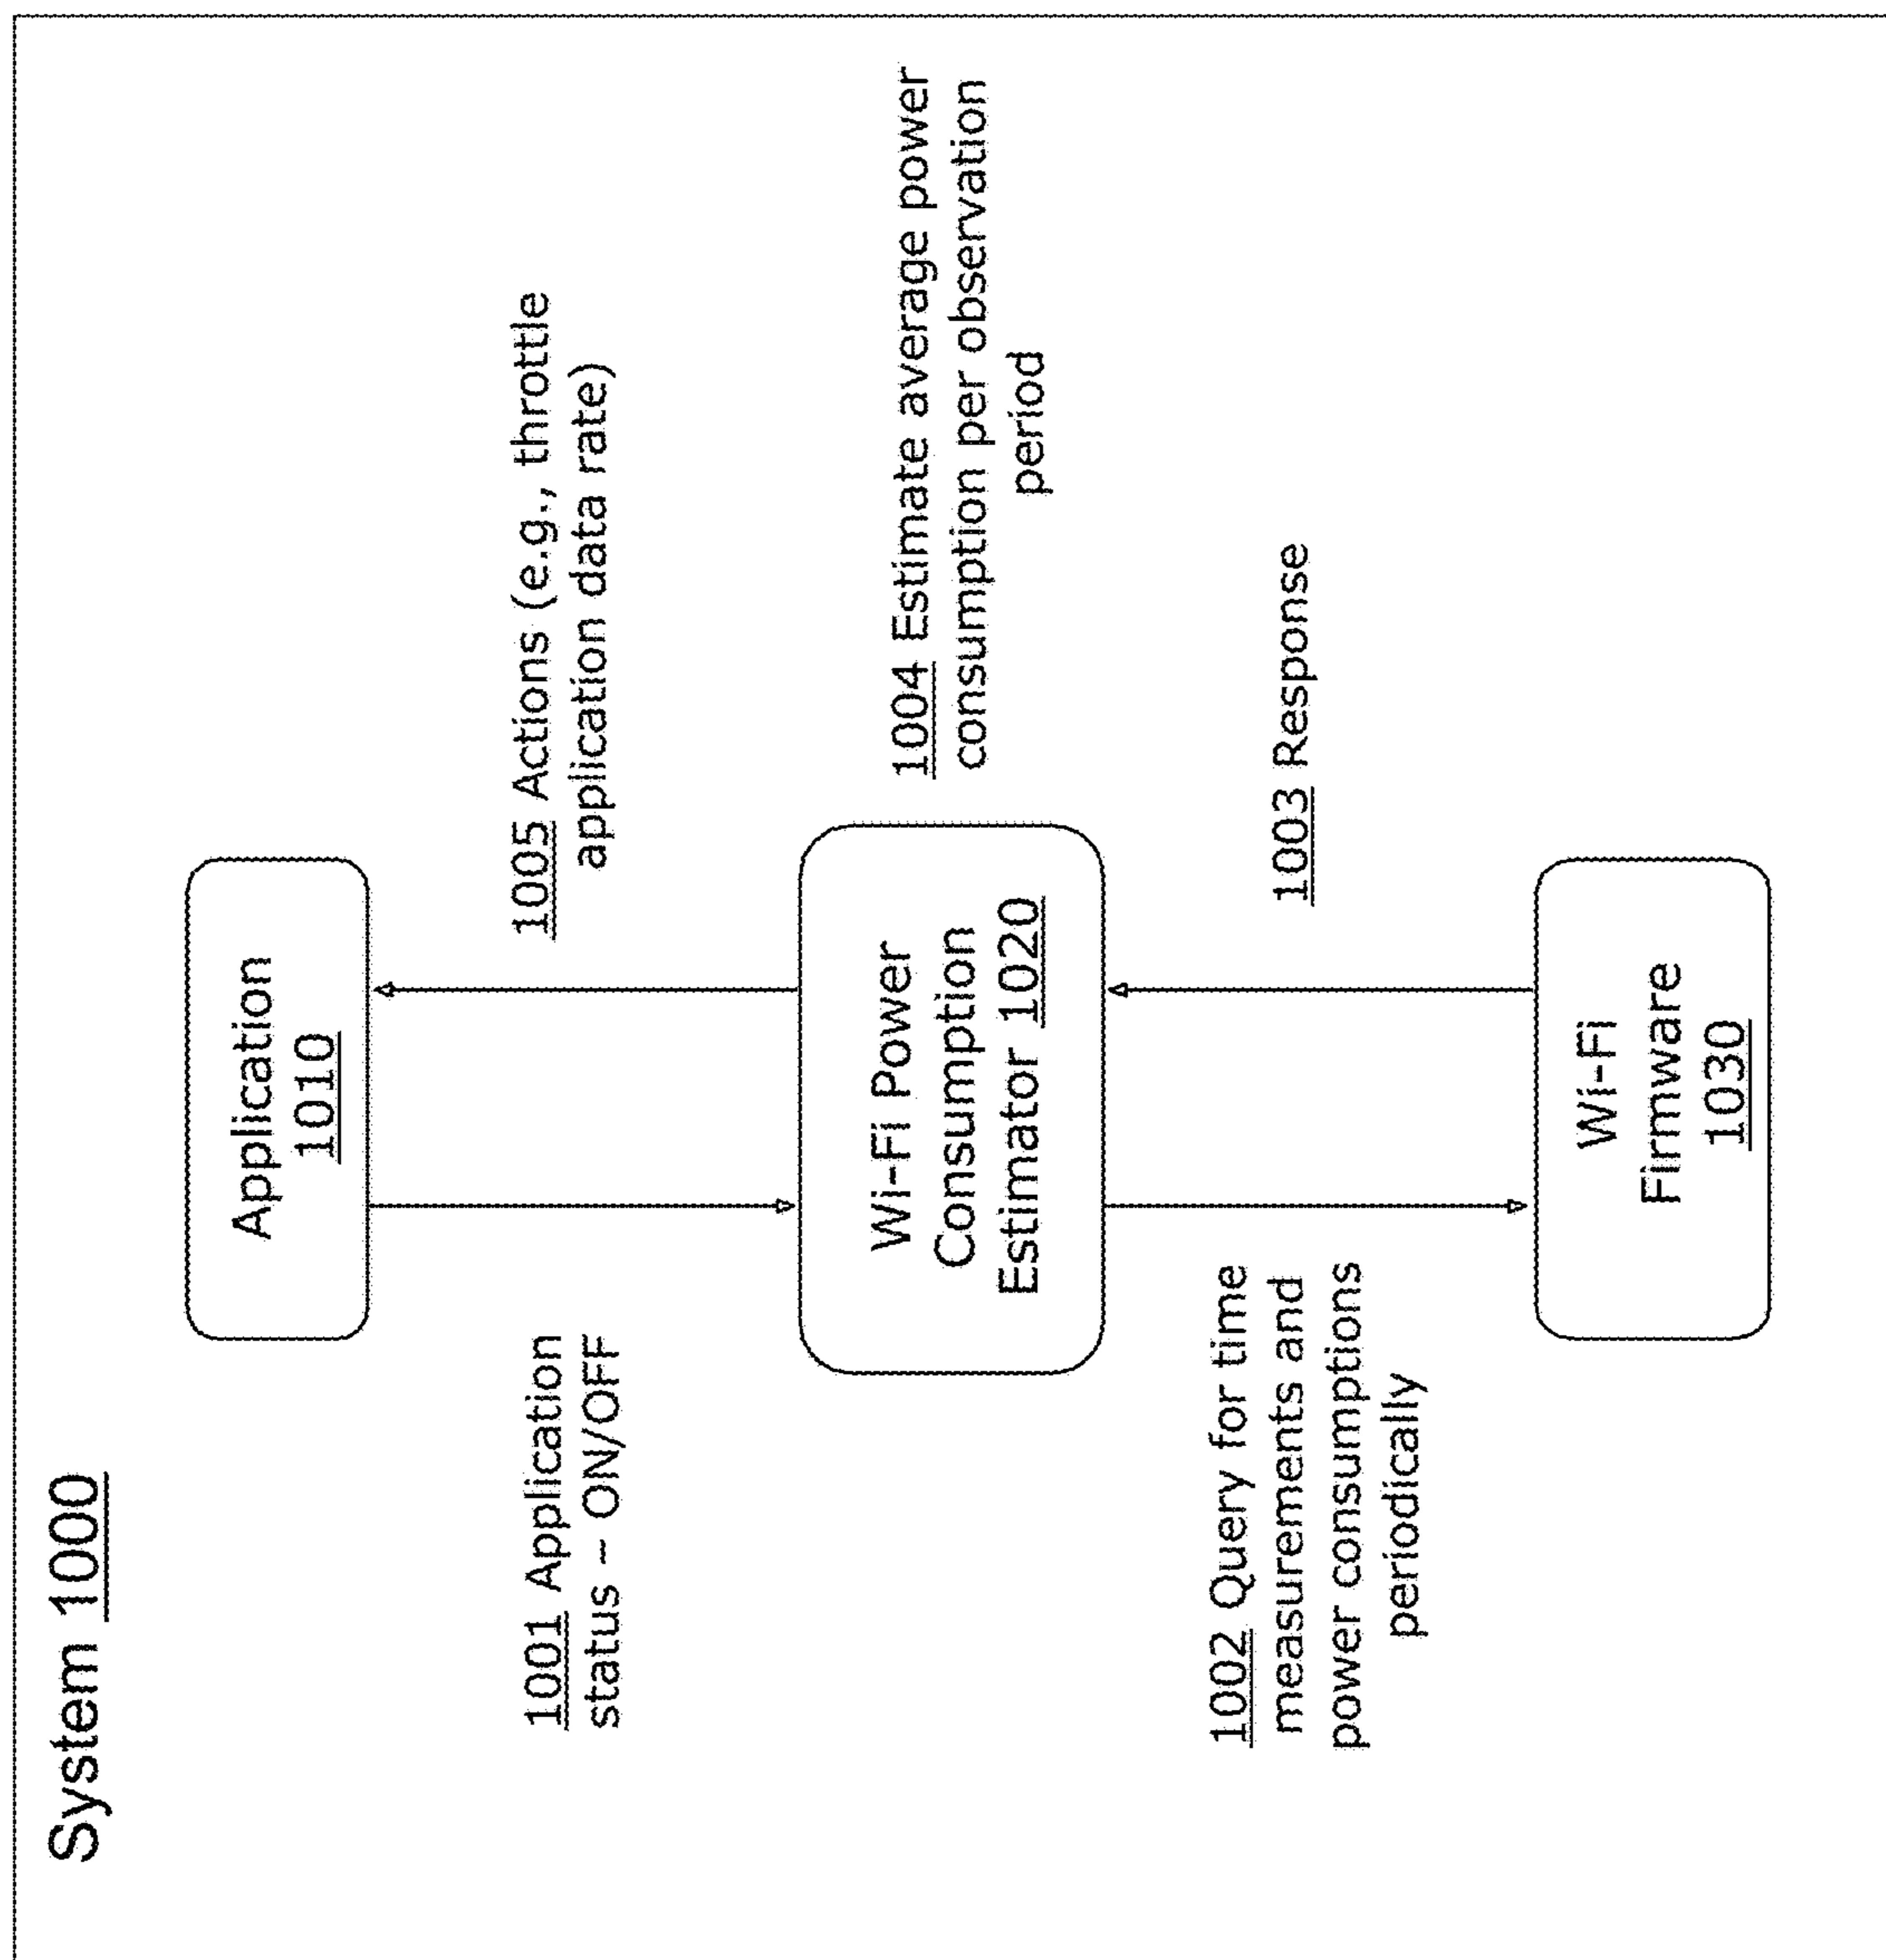 System 1000
Application
1010
1001 Application
status – ON/OFF
1005 Actions (e.g., throttle
application data rate)
Wi-Fi Power
Consumption
Estimator 1020
1004 Estimate average power
consumption per observation
period
1002 Query for time
measurements and
power consumptions
periodically
1003 Response
Wi-Fi
Firmware
1030